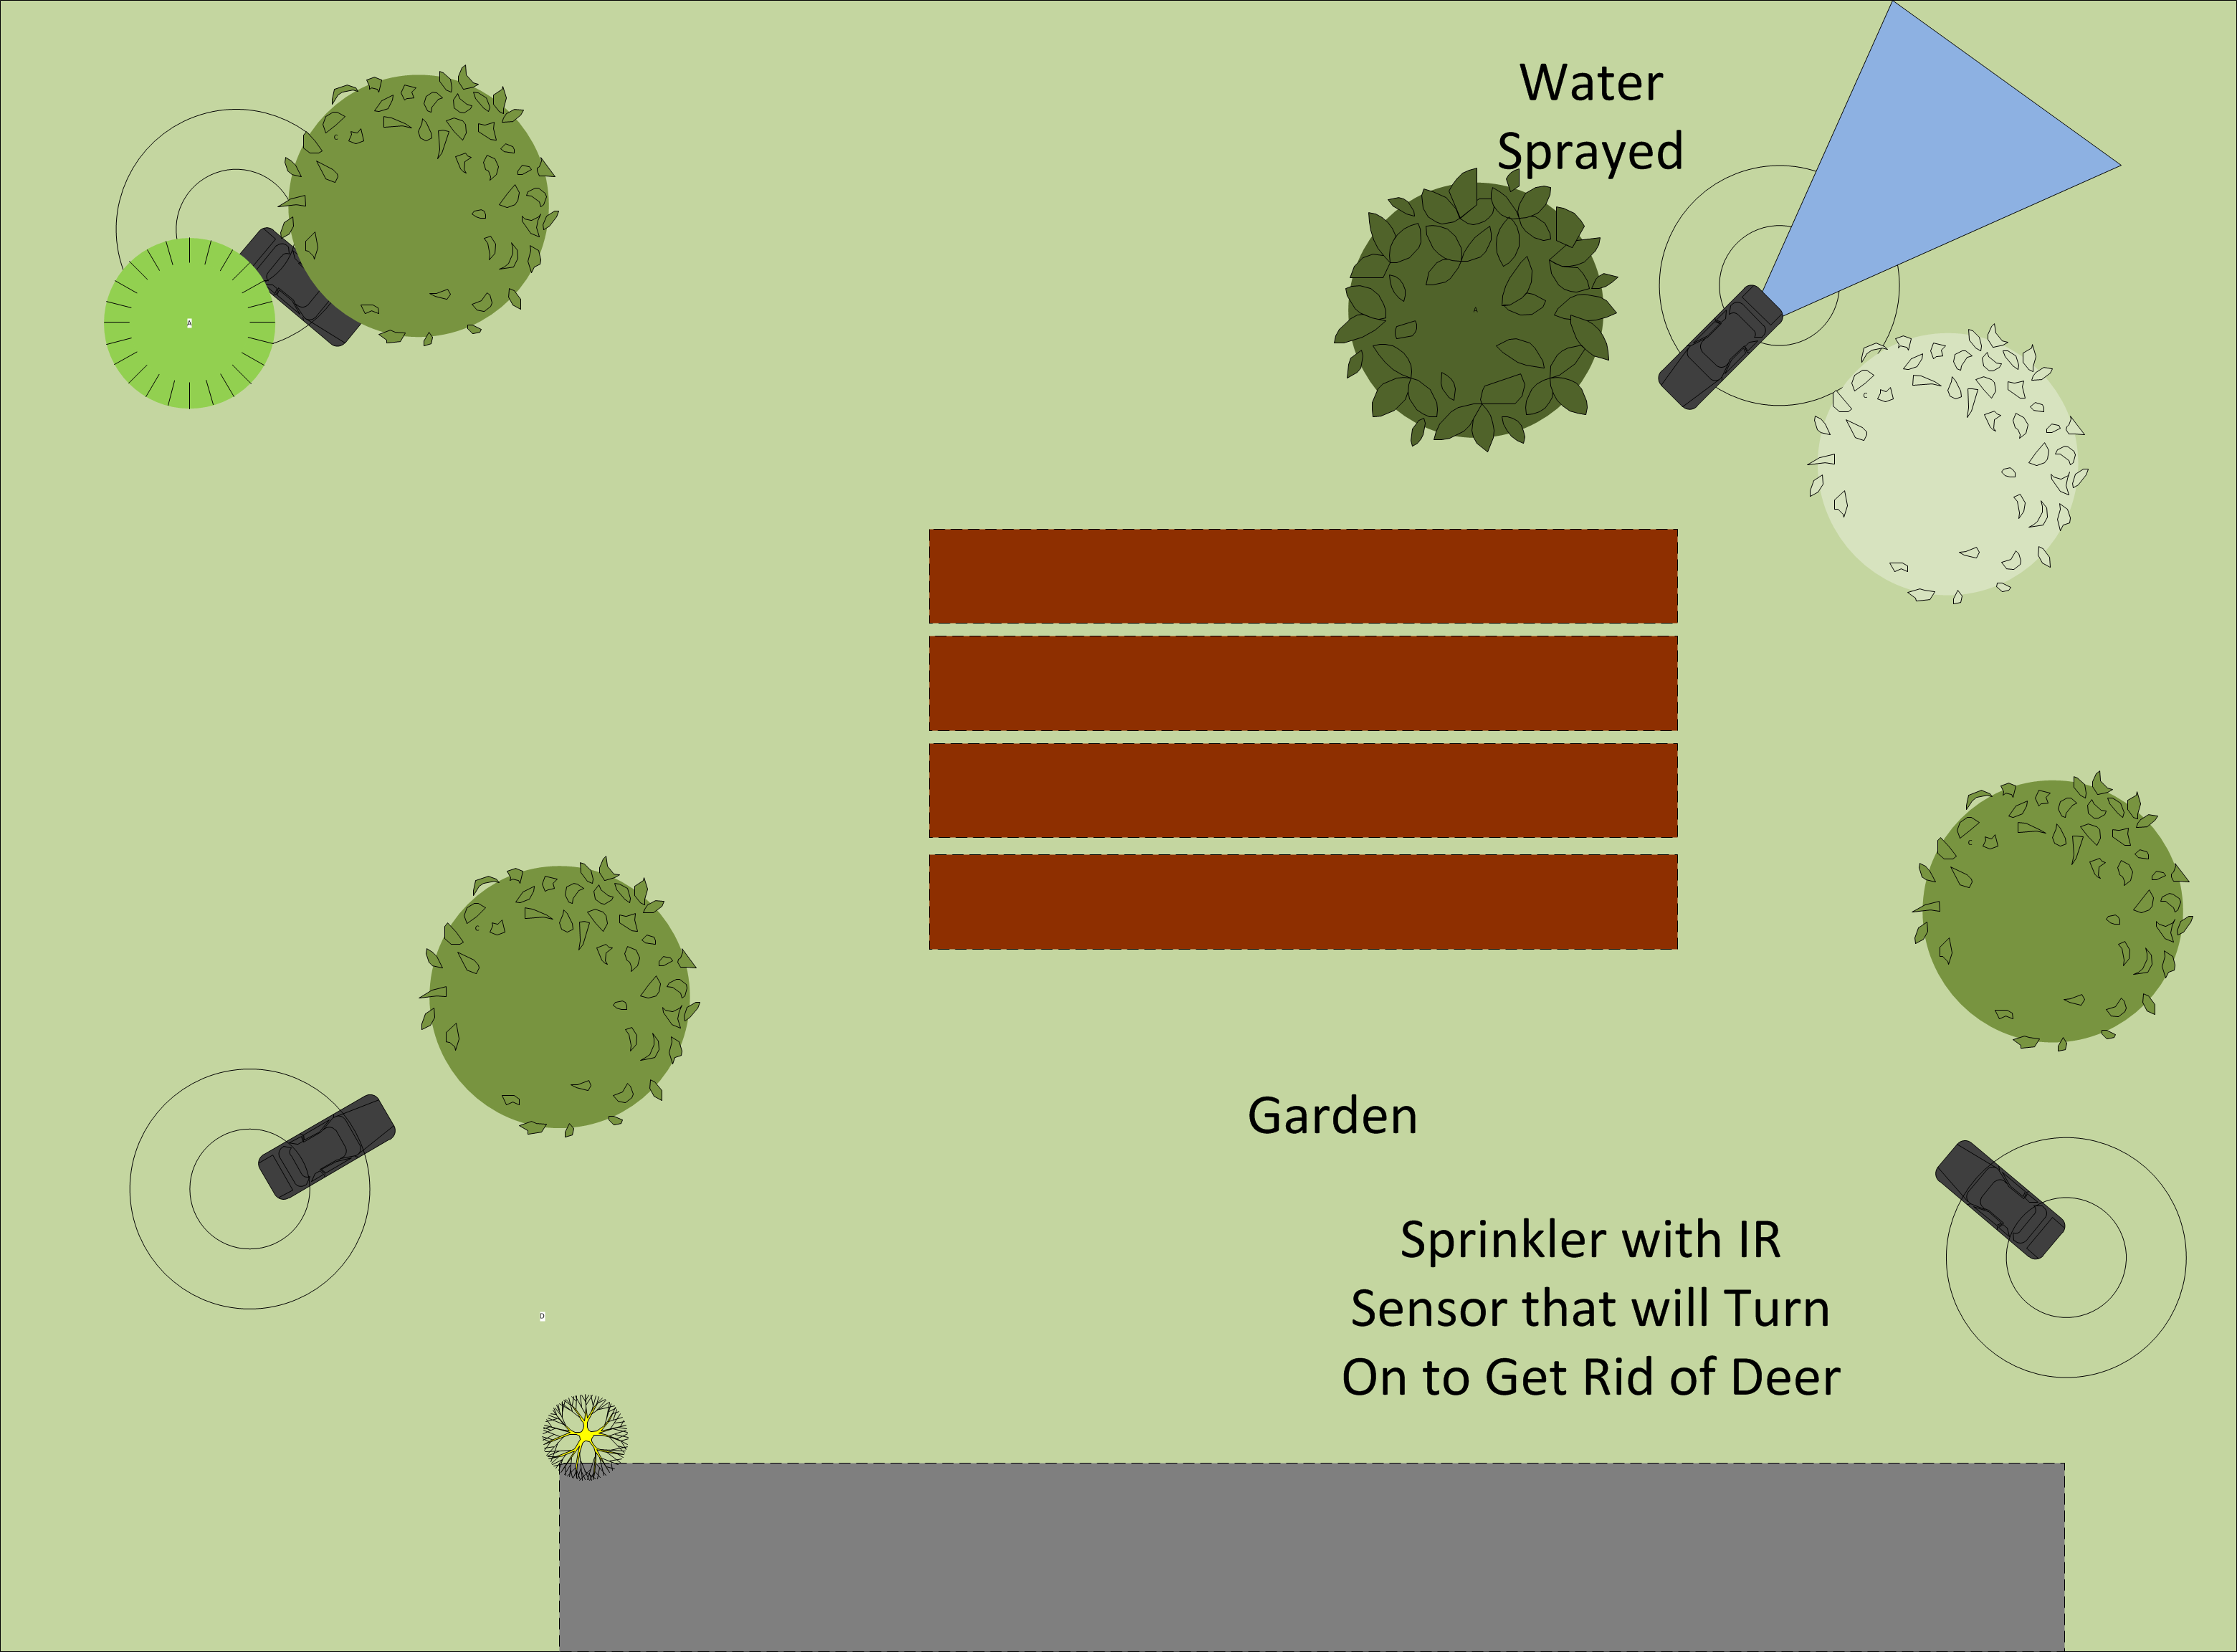 Water
Sprayed
C
A
A
C
C
C
Garden
Sprinkler with IR
Sensor that will Turn
On to Get Rid of Deer
D